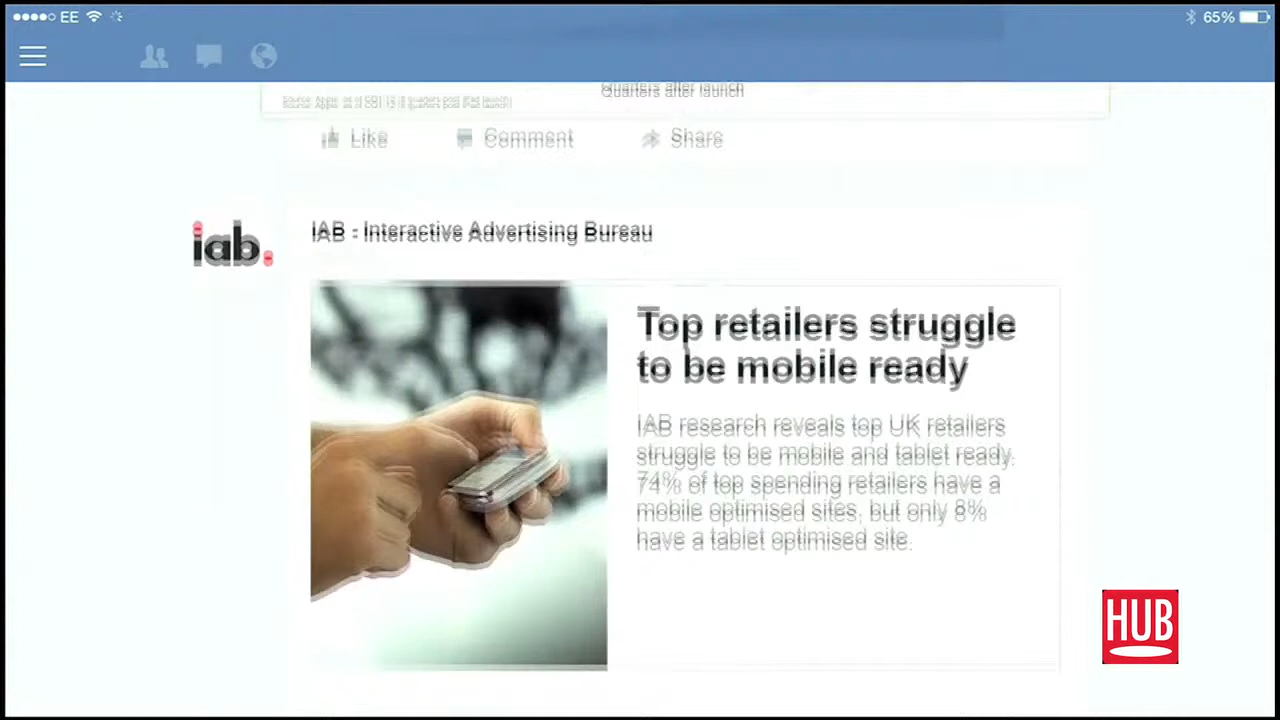 EE
65%
Quarters after launch
Like Comment Share
iab.
IAB - Interactive Advertising Bureau
Top retailers struggle
to be mobile ready
IAB research reveals top UK retailers
struggle to be mobile and tablet ready.
74% of top spending retailers have a
mobile optimised sites, but only 8%
have a tablet optimised site.
HUB